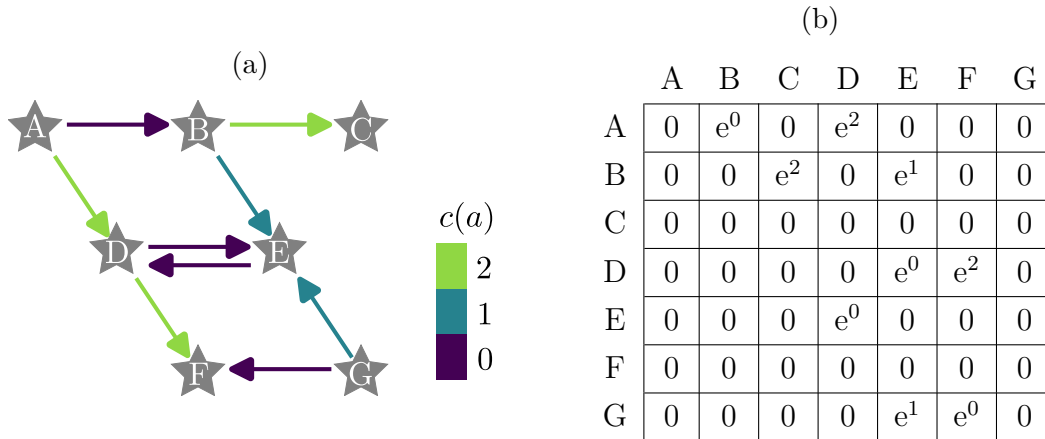 (a)
A B C
D E
F G
c(a)
2
1
0
(b)
A B C D E F G
A 0 e⁰ 0 e² 0 0 0
B 0 0 e² 0 e¹ 0 0
C 0 0 0 0 0 0 0
D 0 0 0 0 e⁰ e² 0
E 0 0 0 e⁰ 0 0 0
F 0 0 0 0 0 0 0
G 0 0 0 0 e¹ e⁰ 0